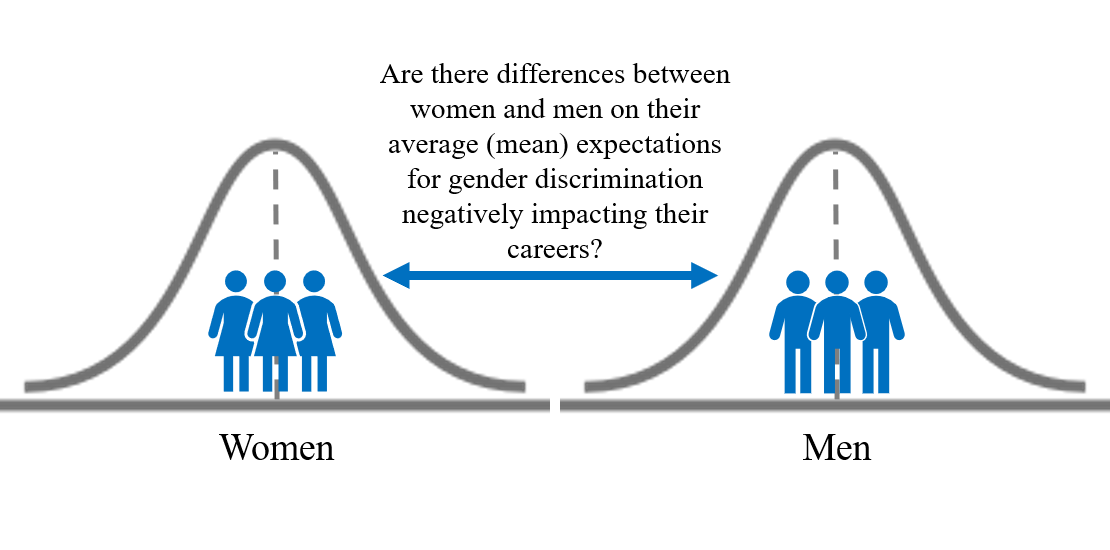 Are there differences between
women and men on their
average (mean) expectations
for gender discrimination
negatively impacting their
careers?
Women
Men